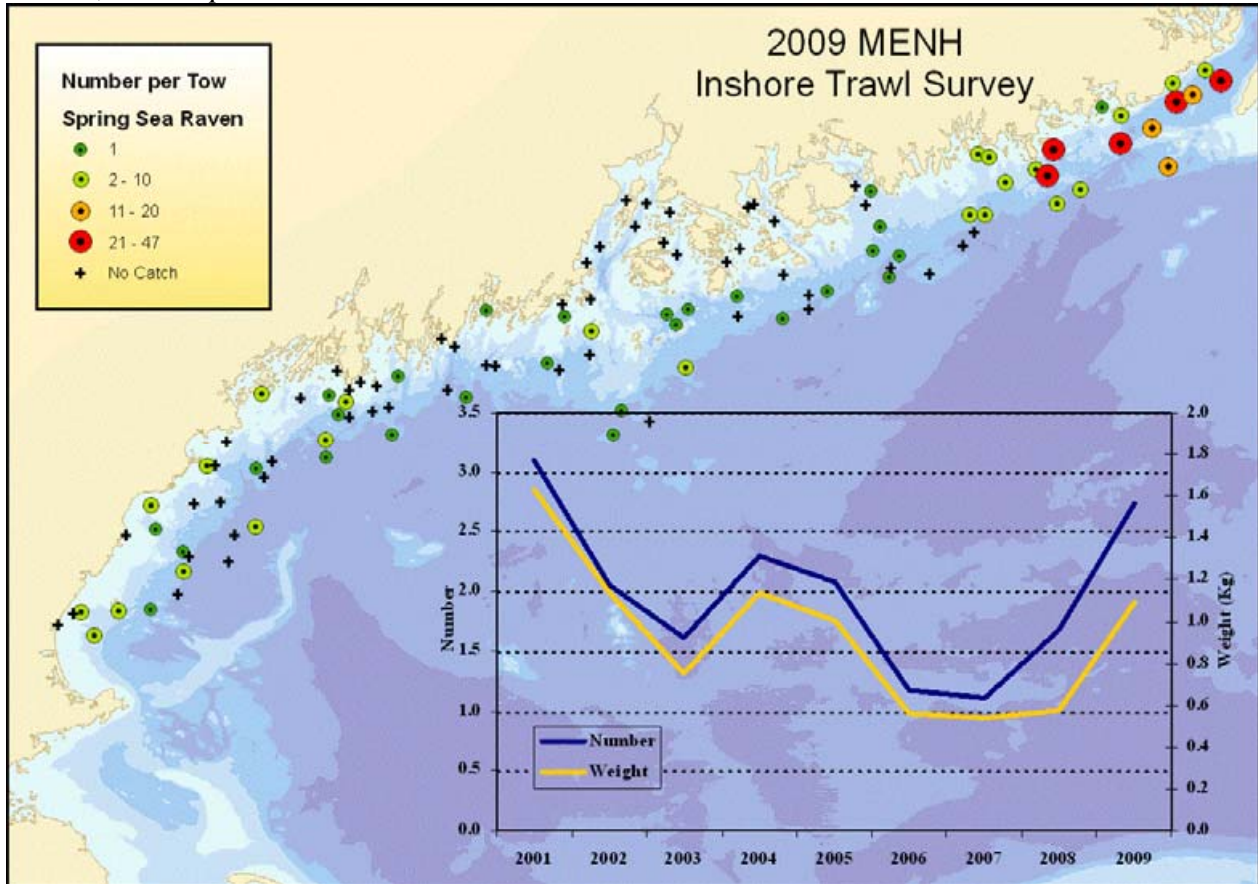 2009 MENH
Inshore Trawl Survey
Number per Tow
Spring Sea Raven
1
2 - 10
11 - 20
21 - 47
No Catch
3.5
3.0
2.5
2.0
1.5
1.0
0.5
0.0
Number
2.0
1.8
1.6
1.4
1.2
1.0
0.8
0.6
0.4
0.2
0.0
Weight (Kg)
Number
Weight
2001 2002 2003 2004 2005 2006 2007 2008 2009